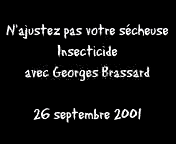 N'ajustez pas votre sécheuse
Insecticide
avec Georges Brassard
26 septembre 2001